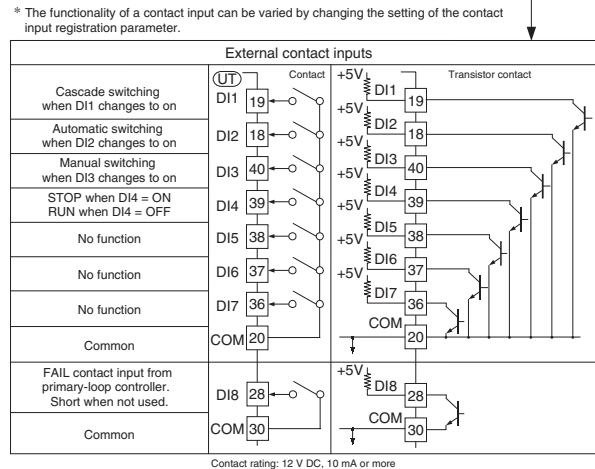 * The functionality of a contact input can be varied by changing the setting of the contact
input registration parameter.
External contact inputs
Cascade switching
when DI1 changes to on
Automatic switching
when DI2 changes to on
Manual switching
when DI3 changes to on
STOP when DI4 = ON
RUN when DI4 = OFF
No function
No function
No function
Common
FAIL contact input from
primary-loop controller.
Short when not used.
Common
UT
Contact
DI1 19
DI2 18
DI3 40
DI4 39
DI5 38
DI6 37
DI7 36
COM 20
DI8 28
COM 30
Transistor contact
+5V DI1 19
+5V DI2 18
+5V DI3 40
+5V DI4 39
+5V DI5 38
+5V DI6 37
+5V DI7 36
COM 20
+5V DI8 28
COM 30
Contact rating: 12 V DC, 10 mA or more